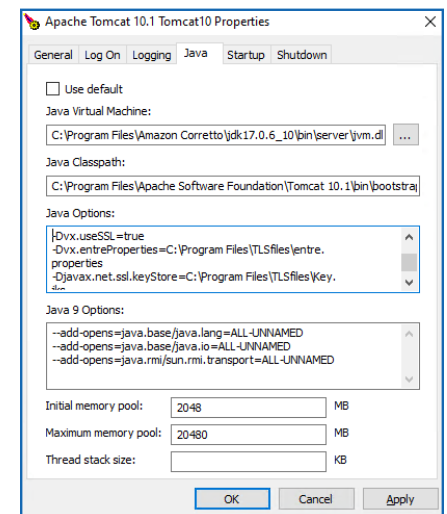 Apache Tomcat 10.1 Tomcat10 Properties
General Log On Logging Java Startup Shutdown
Use default
Java Virtual Machine:
C:\Program Files\Amazon Corretto\jdk17.0.6_10\bin\server\jvm.dl
...
Java Classpath:
C:\Program Files\Apache Software Foundation\Tomcat 10.1\bin\bootstrap
Java Options:
-Dvx.useSSL=true
-Dvx.entreProperties=C:\Program Files\TLSfiles\entre.
properties
-Djavax.net.ssl.keyStore=C:\Program Files\TLSfiles\Key.
Java 9 Options:
--add-opens=java.base/java.lang=ALL-UNNAMED
--add-opens=java.base/java.io=ALL-UNNAMED
--add-opens=java.rmi/sun.rmi.transport=ALL-UNNAMED
Initial memory pool: 2048 MB
Maximum memory pool: 20480 MB
Thread stack size: KB
OK Cancel Apply